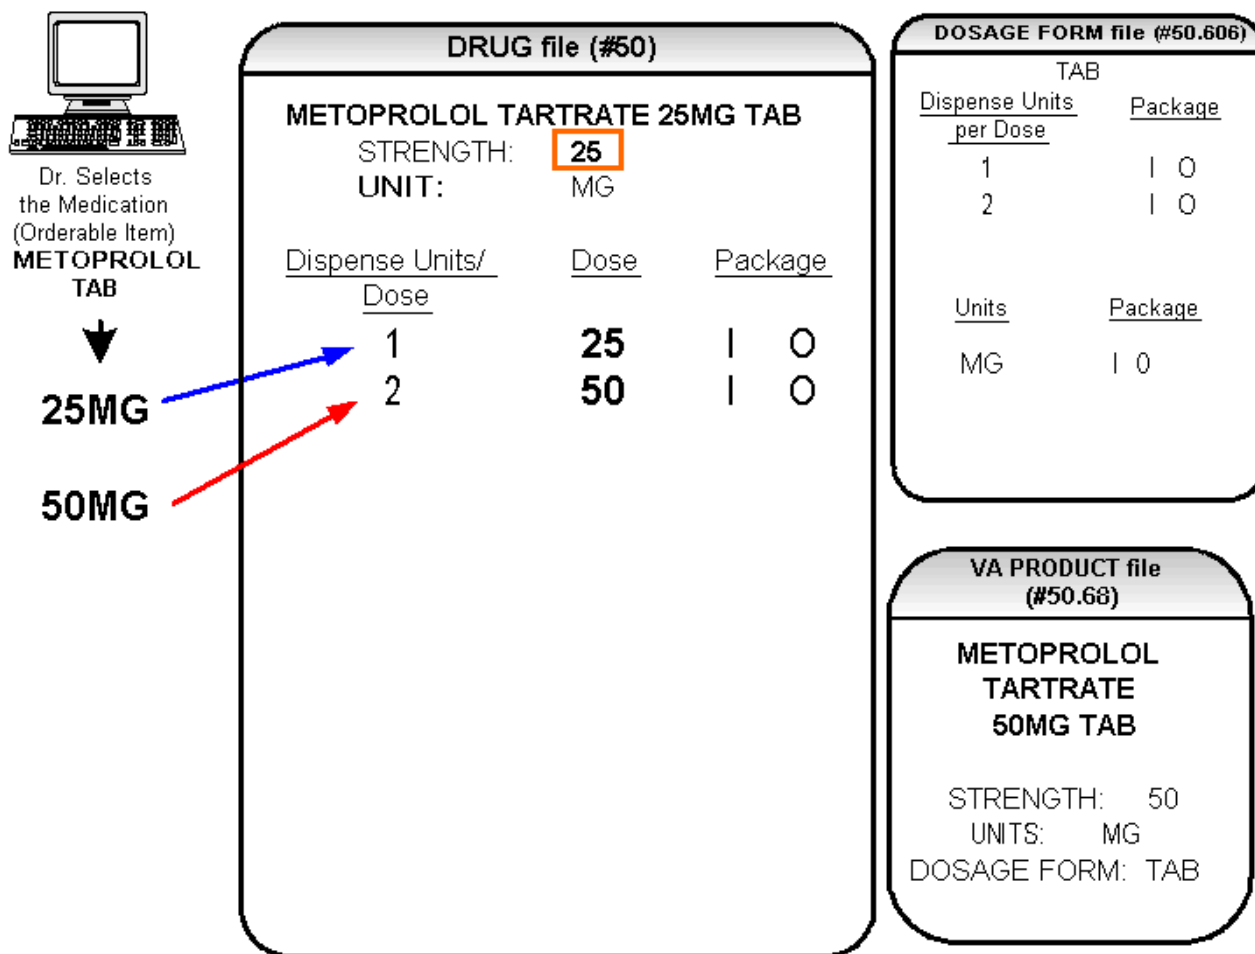 Dr. Selects
the Medication
(Orderable Item)
METOPROLOL
TAB
25MG
50MG
DRUG file (#50)
METOPROLOL TARTRATE 25MG TAB
STRENGTH: 25
UNIT: MG
Dispense Units/ Dose Package
Dose
1 25 I O
2 50 I O
DOSAGE FORM file (#50.606)
TAB
Dispense Units Package
per Dose
1 I O
2 I O
Units Package
MG I 0
VA PRODUCT file
(#50.68)
METOPROLOL
TARTRATE
50MG TAB
STRENGTH: 50
UNITS: MG
DOSAGE FORM: TAB